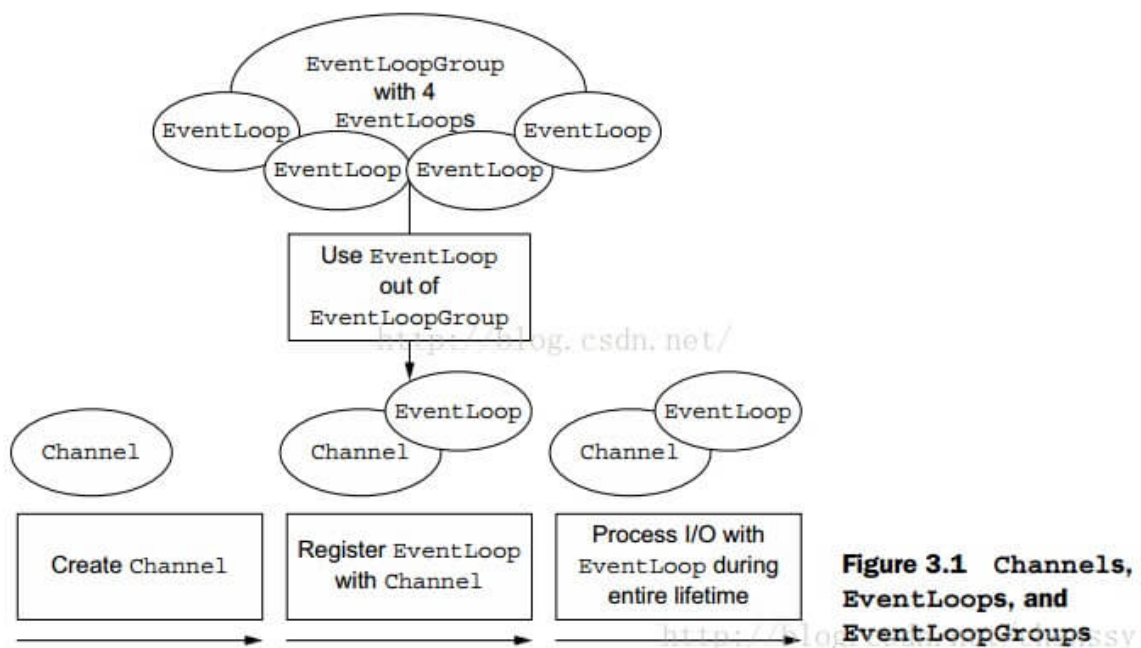 EventLoopGroup
with 4
EventLoops
EventLoop
EventLoop
EventLoop
EventLoop
Use EventLoop
out of
EventLoopGroup
http://blog.csdn.net/
EventLoop
EventLoop
Channel
Channel
Channel
Create Channel
Register EventLoop
with Channel
Process I/O with
EventLoop during
entire lifetime
Figure 3.1 Channels,
EventLoops, and
EventLoopGroups